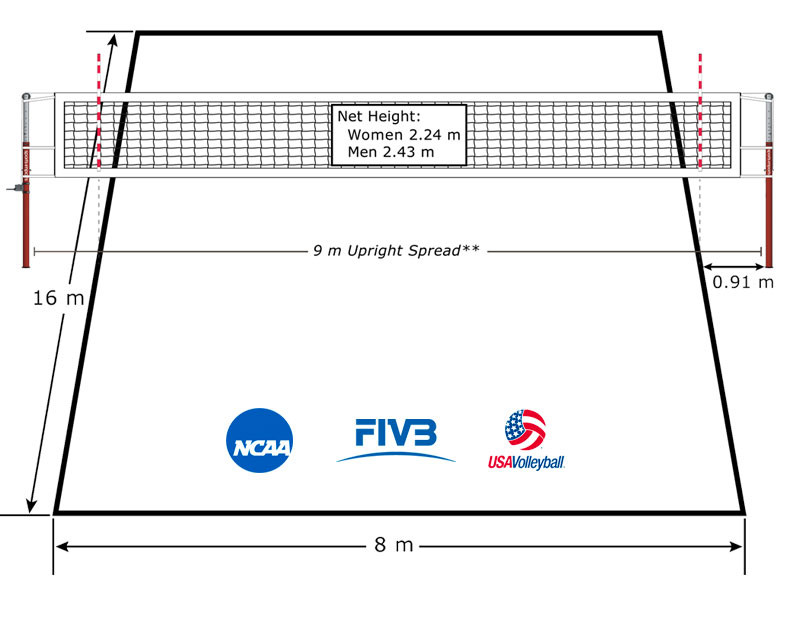 Net Height:
Women 2.24 m
Men 2.43 m
9 m Upright Spread**
0.91 m
16 m
NCAA
FIVB
USAVolleyball
8 m